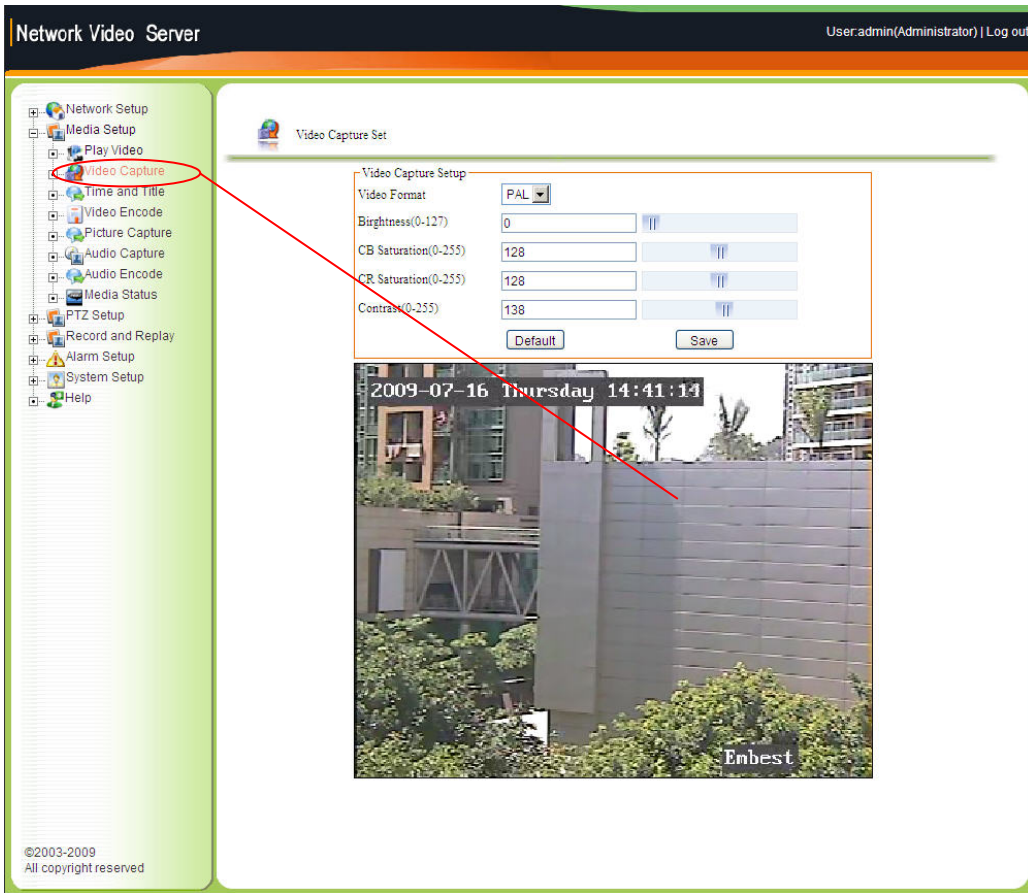 Network Video Server
User:admin(Administrator) | Log out
Network Setup
Media Setup
Play Video
Video Capture
Time and Title
Video Encode
Picture Capture
Audio Capture
Audio Encode
Media Status
PTZ Setup
Record and Replay
Alarm Setup
System Setup
Help
©2003-2009
All copyright reserved
Video Capture Set
Video Capture Setup
Video Format PAL
Birghtness(0-127) 0
CB Saturation(0-255) 128
CR Saturation(0-255) 128
Contrast(0-255) 138
Default Save
2009-07-16 Thursday 14:41:14
Embest